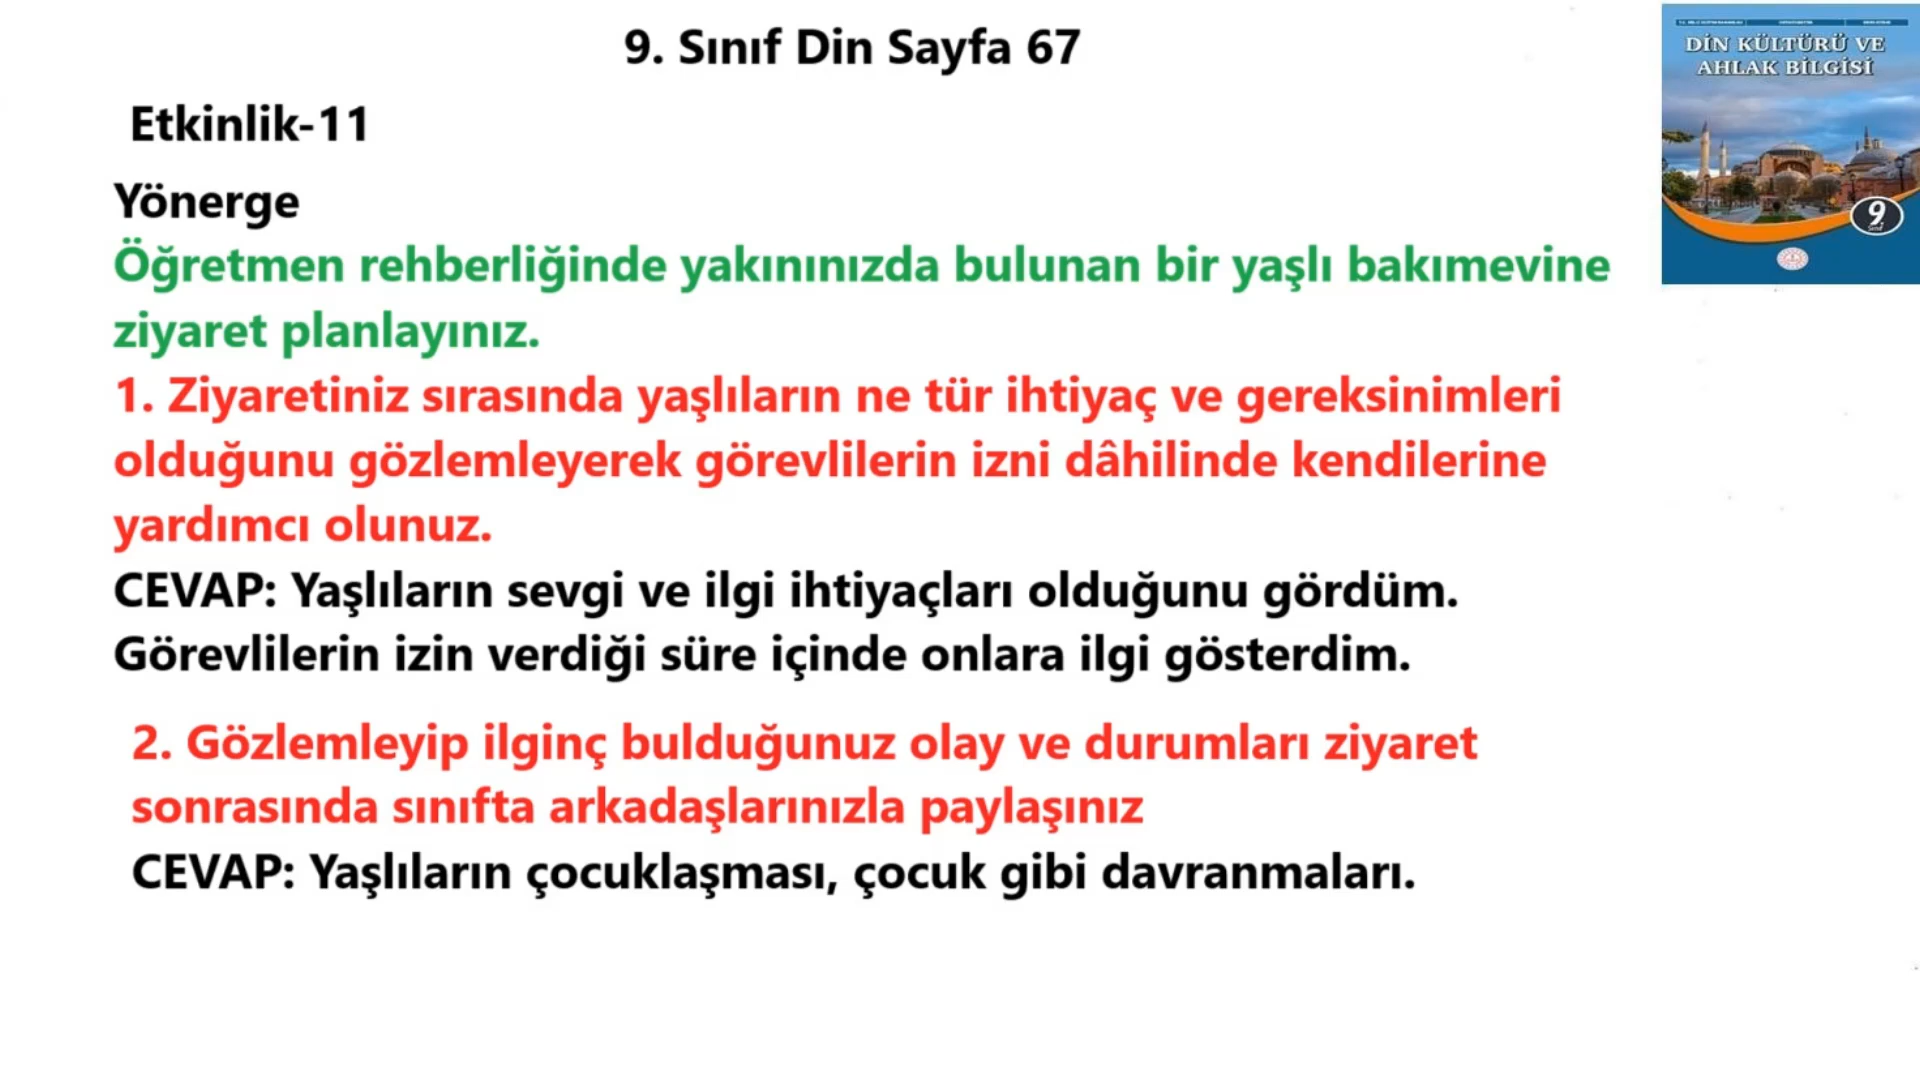 9. Sınıf Din Sayfa 67
DİN KÜLTÜRÜ VE
AHLAK BİLGİSİ
9.
Etkinlik-11
Yönerge
Öğretmen rehberliğinde yakınınızda bulunan bir yaşlı bakımevine
ziyaret planlayınız.
1. Ziyaretiniz sırasında yaşlıların ne tür ihtiyaç ve gereksinimleri
olduğunu gözlemleyerek görevlilerin izni dâhilinde kendilerine
yardımcı olunuz.
CEVAP: Yaşlıların sevgi ve ilgi ihtiyaçları olduğunu gördüm.
Görevlilerin izin verdiği süre içinde onlara ilgi gösterdim.
2. Gözlemleyip ilginç bulduğunuz olay ve durumları ziyaret
sonrasında sınıfta arkadaşlarınızla paylaşınız
CEVAP: Yaşlıların çocuklaşması, çocuk gibi davranmaları.